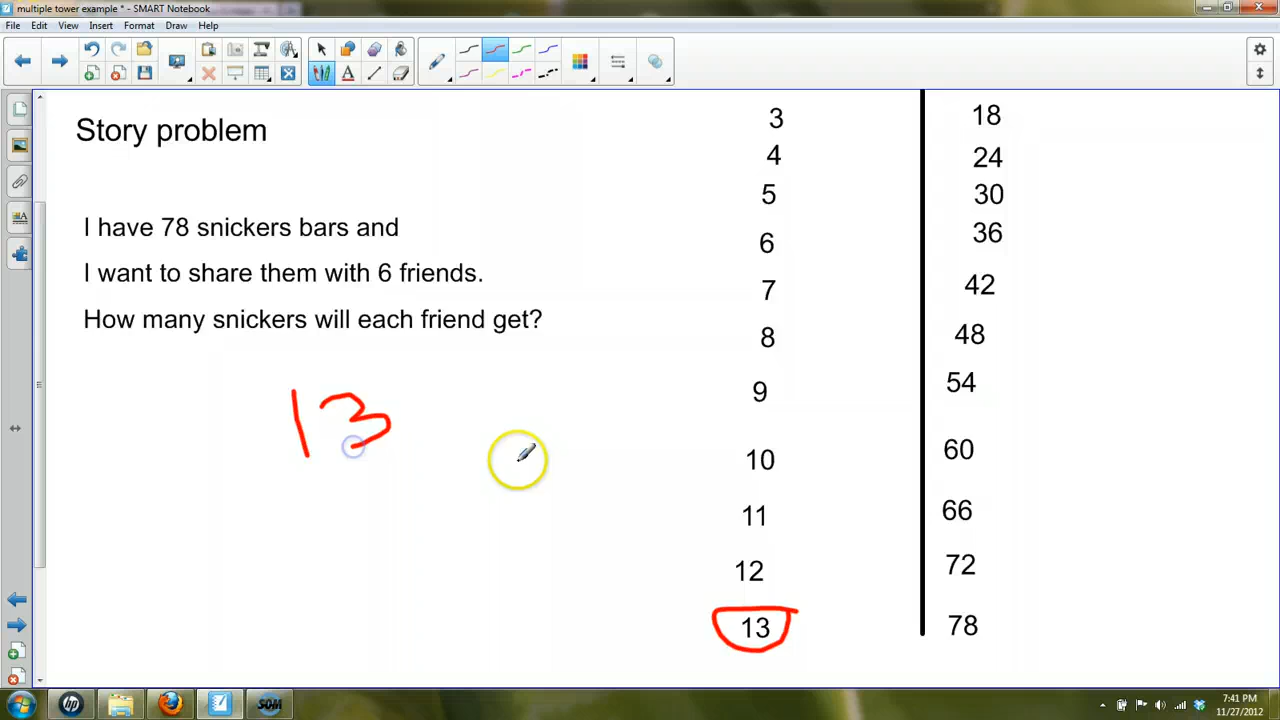 multiple tower example * - SMART Notebook
File Edit View Insert Format Draw Help
Story problem
I have 78 snickers bars and
I want to share them with 6 friends.
How many snickers will each friend get?
13
3 18
4 24
5 30
6 36
7 42
8 48
9 54
10 60
11 66
12 72
13 78
hp
SOM
7:41 PM
11/27/2012